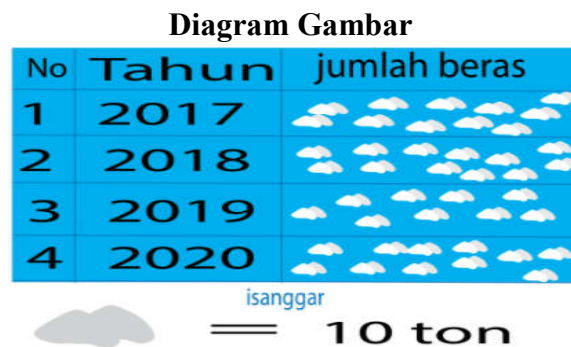 Diagram Gambar
No Tahun jumlah beras
1 2017
2 2018
3 2019
4 2020
isanggar
= 10 ton